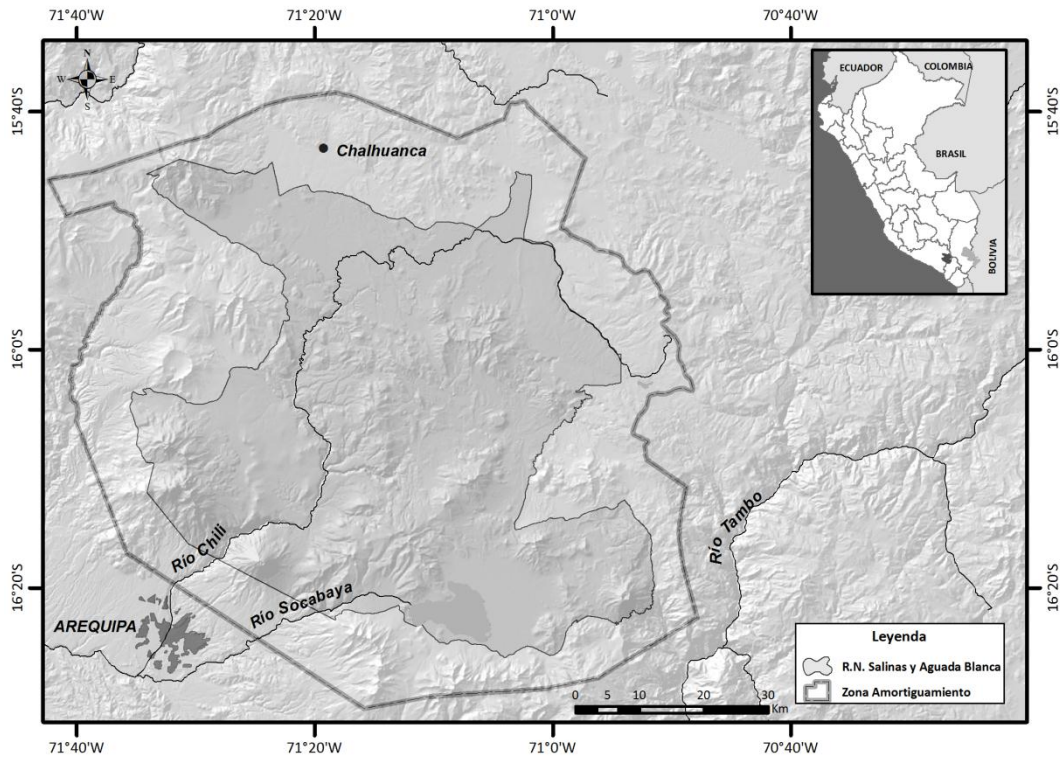 71°40'W 71°20'W 71°0'W 70°40'W
N
W E
S
ECUADOR
COLOMBIA
BRASIL
BOLIVIA
15°40'S
15°40'S
Chalhuanca
16°0'S
16°0'S
Río Chili
Río Tambo
Río Socabaya
16°20'S
16°20'S
AREQUIPA
Leyenda
R.N. Salinas y Aguada Blanca
Zona Amortiguamiento
0 5 10 20 30
Km
71°40'W 71°20'W 71°0'W 70°40'W